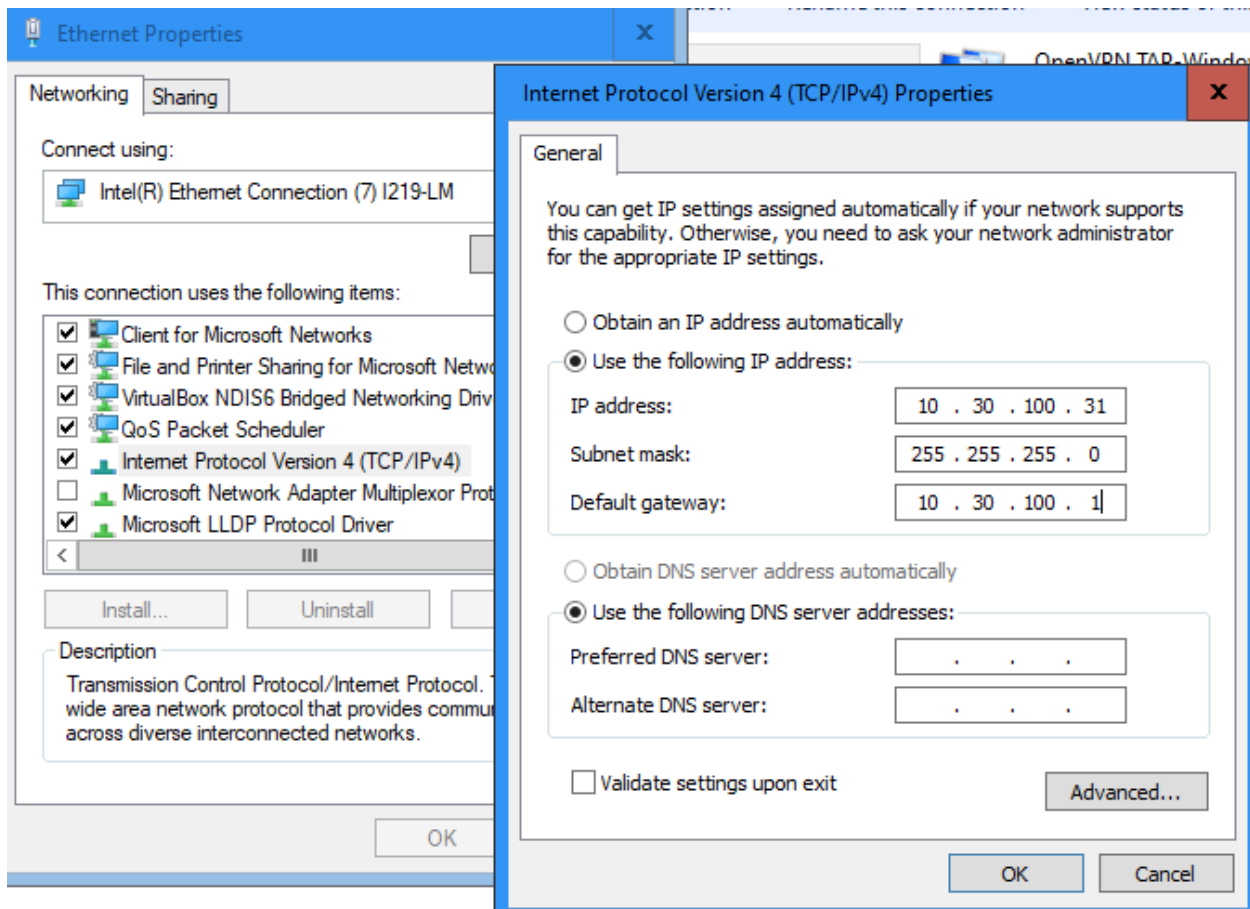 Ethernet Properties
x
OpenVPN TAP-Windo
Networking
Sharing
Connect using:
Intel(R) Ethernet Connection (7) I219-LM
This connection uses the following items:
Client for Microsoft Networks
File and Printer Sharing for Microsoft Netwo
VirtualBox NDIS6 Bridged Networking Driv
QoS Packet Scheduler
Internet Protocol Version 4 (TCP/IPv4)
Microsoft Network Adapter Multiplexor Prot
Microsoft LLDP Protocol Driver
Install...
Uninstall
Description
Transmission Control Protocol/Internet Protocol.
wide area network protocol that provides commu
across diverse interconnected networks.
OK
Internet Protocol Version 4 (TCP/IPv4) Properties
x
General
You can get IP settings assigned automatically if your network supports
this capability. Otherwise, you need to ask your network administrator
for the appropriate IP settings.
Obtain an IP address automatically
Use the following IP address:
IP address: 10 . 30 . 100 . 31
Subnet mask: 255 . 255 . 255 . 0
Default gateway: 10 . 30 . 100 . 1
Obtain DNS server address automatically
Use the following DNS server addresses:
Preferred DNS server: . . .
Alternate DNS server: . . .
Validate settings upon exit
Advanced...
OK
Cancel